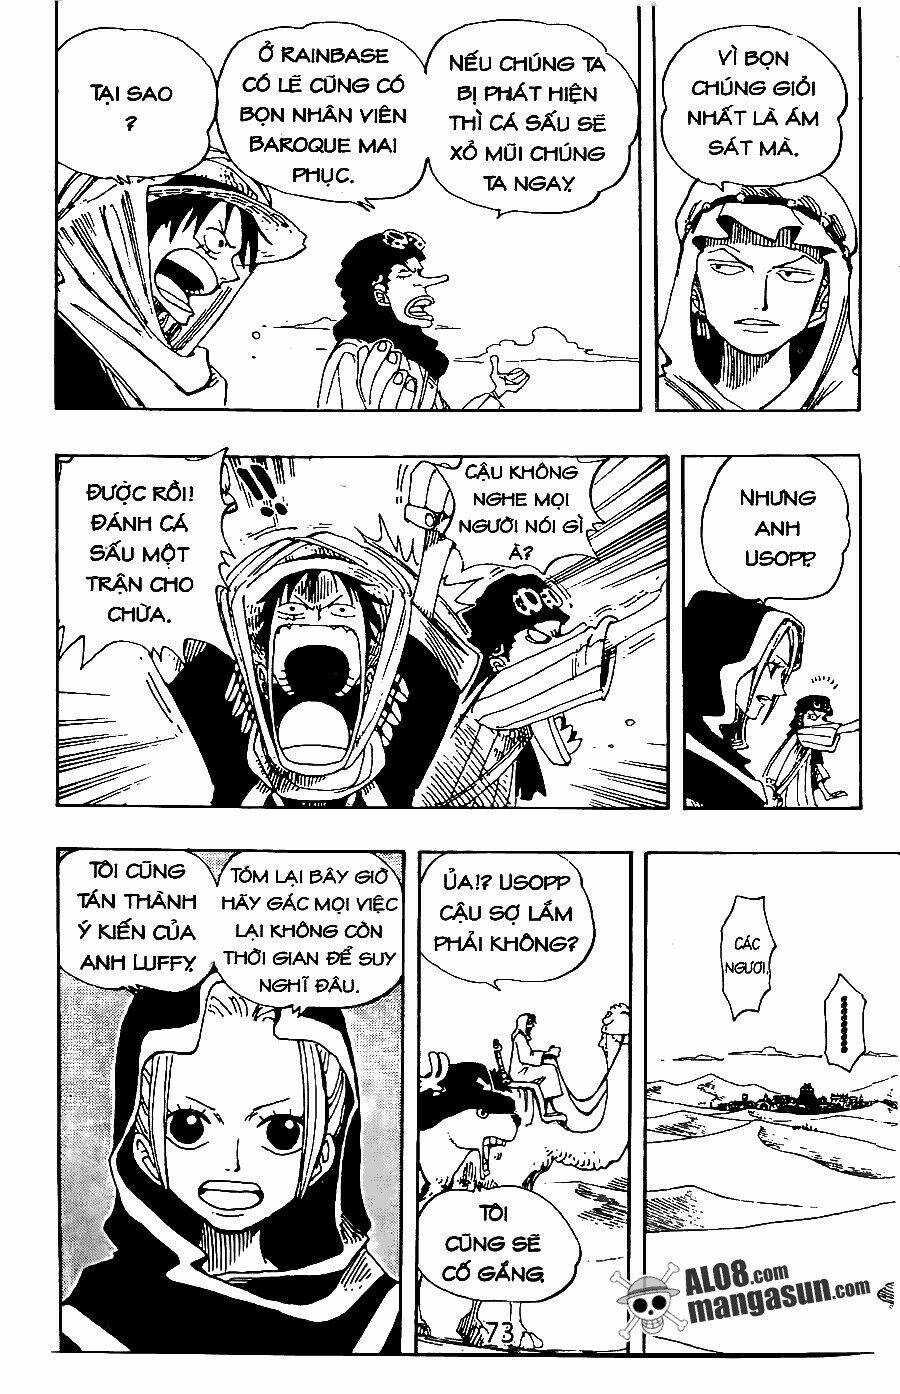 TẠI SAO
?
Ở RAINBASE
CÓ LẼ CŨNG CÓ
BỌN NHÂN VIÊN
BAROQUE MAI
PHỤC.
NẾU CHÚNG TA
BỊ PHÁT HIỆN
THÌ CÁ SẤU SẼ
XỎ MŨI CHÚNG
TA NGAY.
VÌ BỌN
CHÚNG GIỎI
NHẤT LÀ ÁM
SÁT MÀ.
ĐƯỢC RỒI!
ĐÁNH CÁ
SẤU MỘT
TRẬN CHO
CHỪA.
!!
CẬU KHÔNG
NGHE MỌI
NGƯỜI NÓI GÌ
À?
NHƯNG
ANH
USOPP.
TÔI CŨNG
TÁN THÀNH
Ý KIẾN CỦA
ANH LUFFY.
TÓM LẠI BÂY GIỜ
HÃY GÁC MỌI VIỆC
LẠI KHÔNG CÒN
THỜI GIAN ĐỂ SUY
NGHĨ ĐÂU.
ỦA!? USOPP
CẬU SỢ LẮM
PHẢI KHÔNG?
TÔI
CŨNG SẼ
CỐ GẮNG.
CÁC
NGƯƠI.
73
AL08.com
mangasun.com